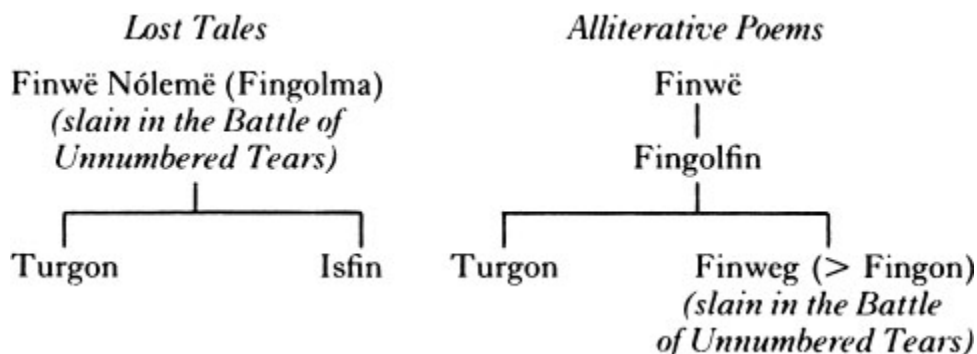 Lost Tales
Finwë Nólemë (Fingolma)
(slain in the Battle of
Unnumbered Tears)
Turgon
Isfin
Alliterative Poems
Finwë
Fingolfin
Turgon
Finweg (> Fingon)
(slain in the Battle
of Unnumbered Tears)